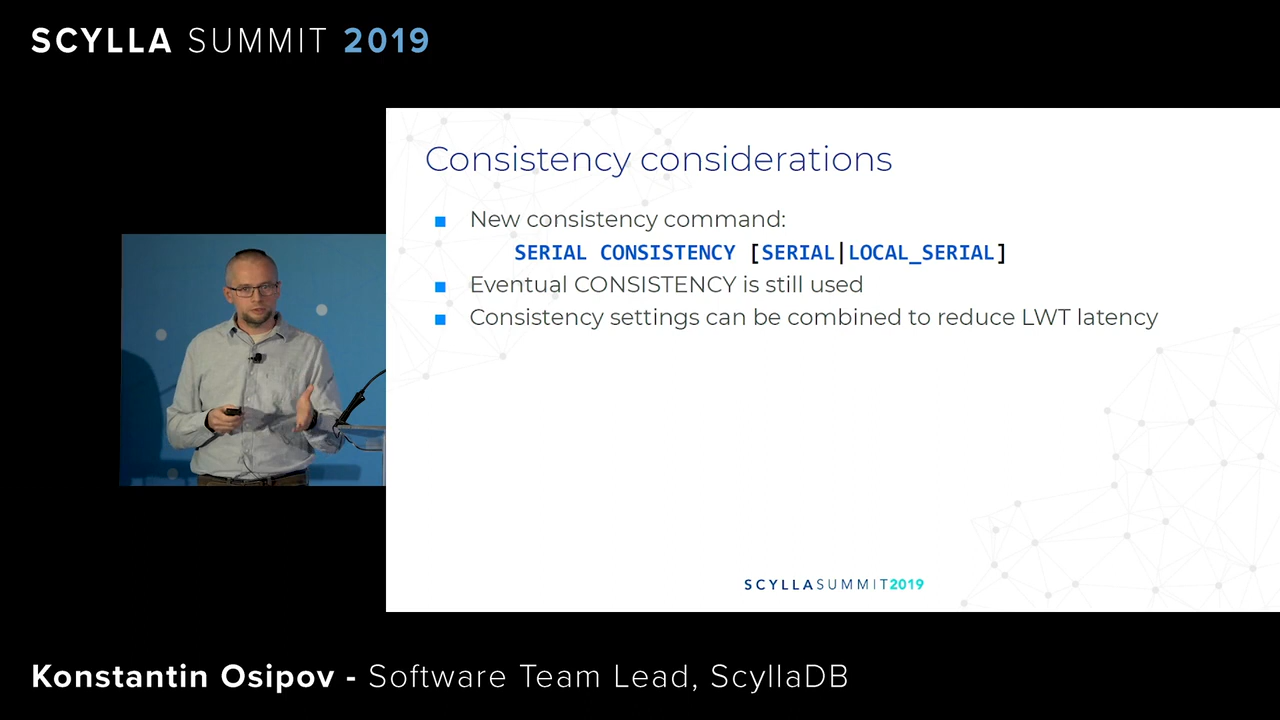 SCYLLA SUMMIT 2019
Consistency considerations
New consistency command:
SERIAL CONSISTENCY [SERIAL|LOCAL_SERIAL]
Eventual CONSISTENCY is still used
Consistency settings can be combined to reduce LWT latency
SCYLLASUMMIT2019
Konstantin Osipov - Software Team Lead, ScyllaDB